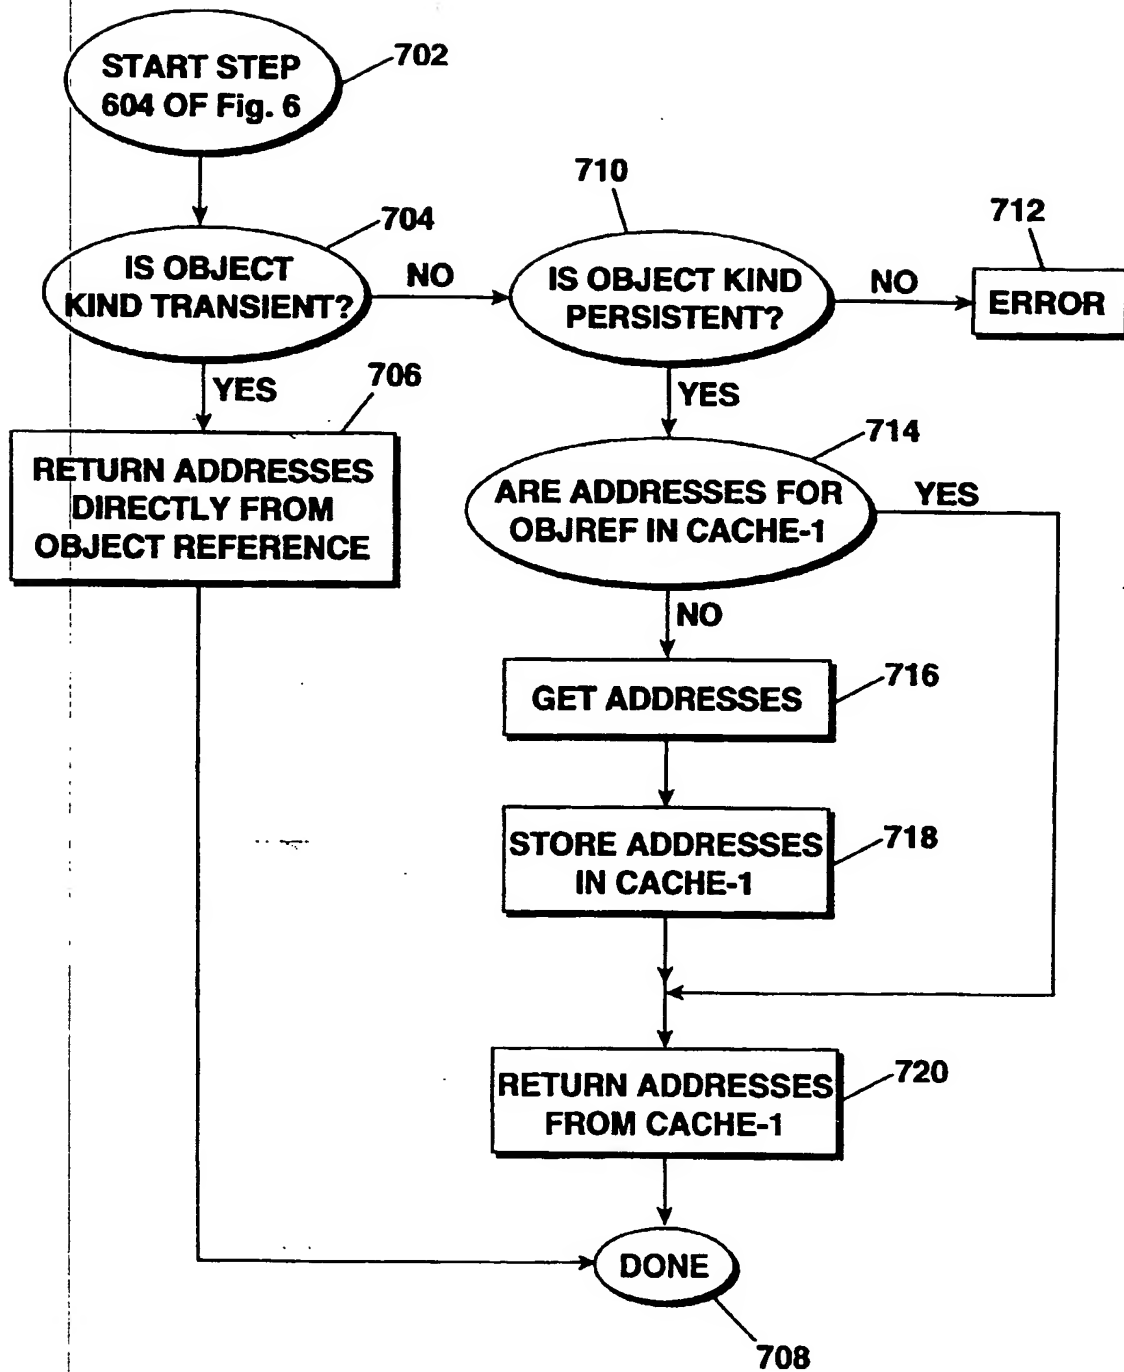 START STEP
604 OF Fig. 6
702
IS OBJECT
KIND TRANSIENT?
704
NO
710
IS OBJECT KIND
PERSISTENT?
NO
712
ERROR
YES
706
RETURN ADDRESSES
DIRECTLY FROM
OBJECT REFERENCE
YES
714
ARE ADDRESSES FOR
OBJREF IN CACHE-1
YES
NO
GET ADDRESSES
716
STORE ADDRESSES
IN CACHE-1
718
RETURN ADDRESSES
FROM CACHE-1
720
DONE
708